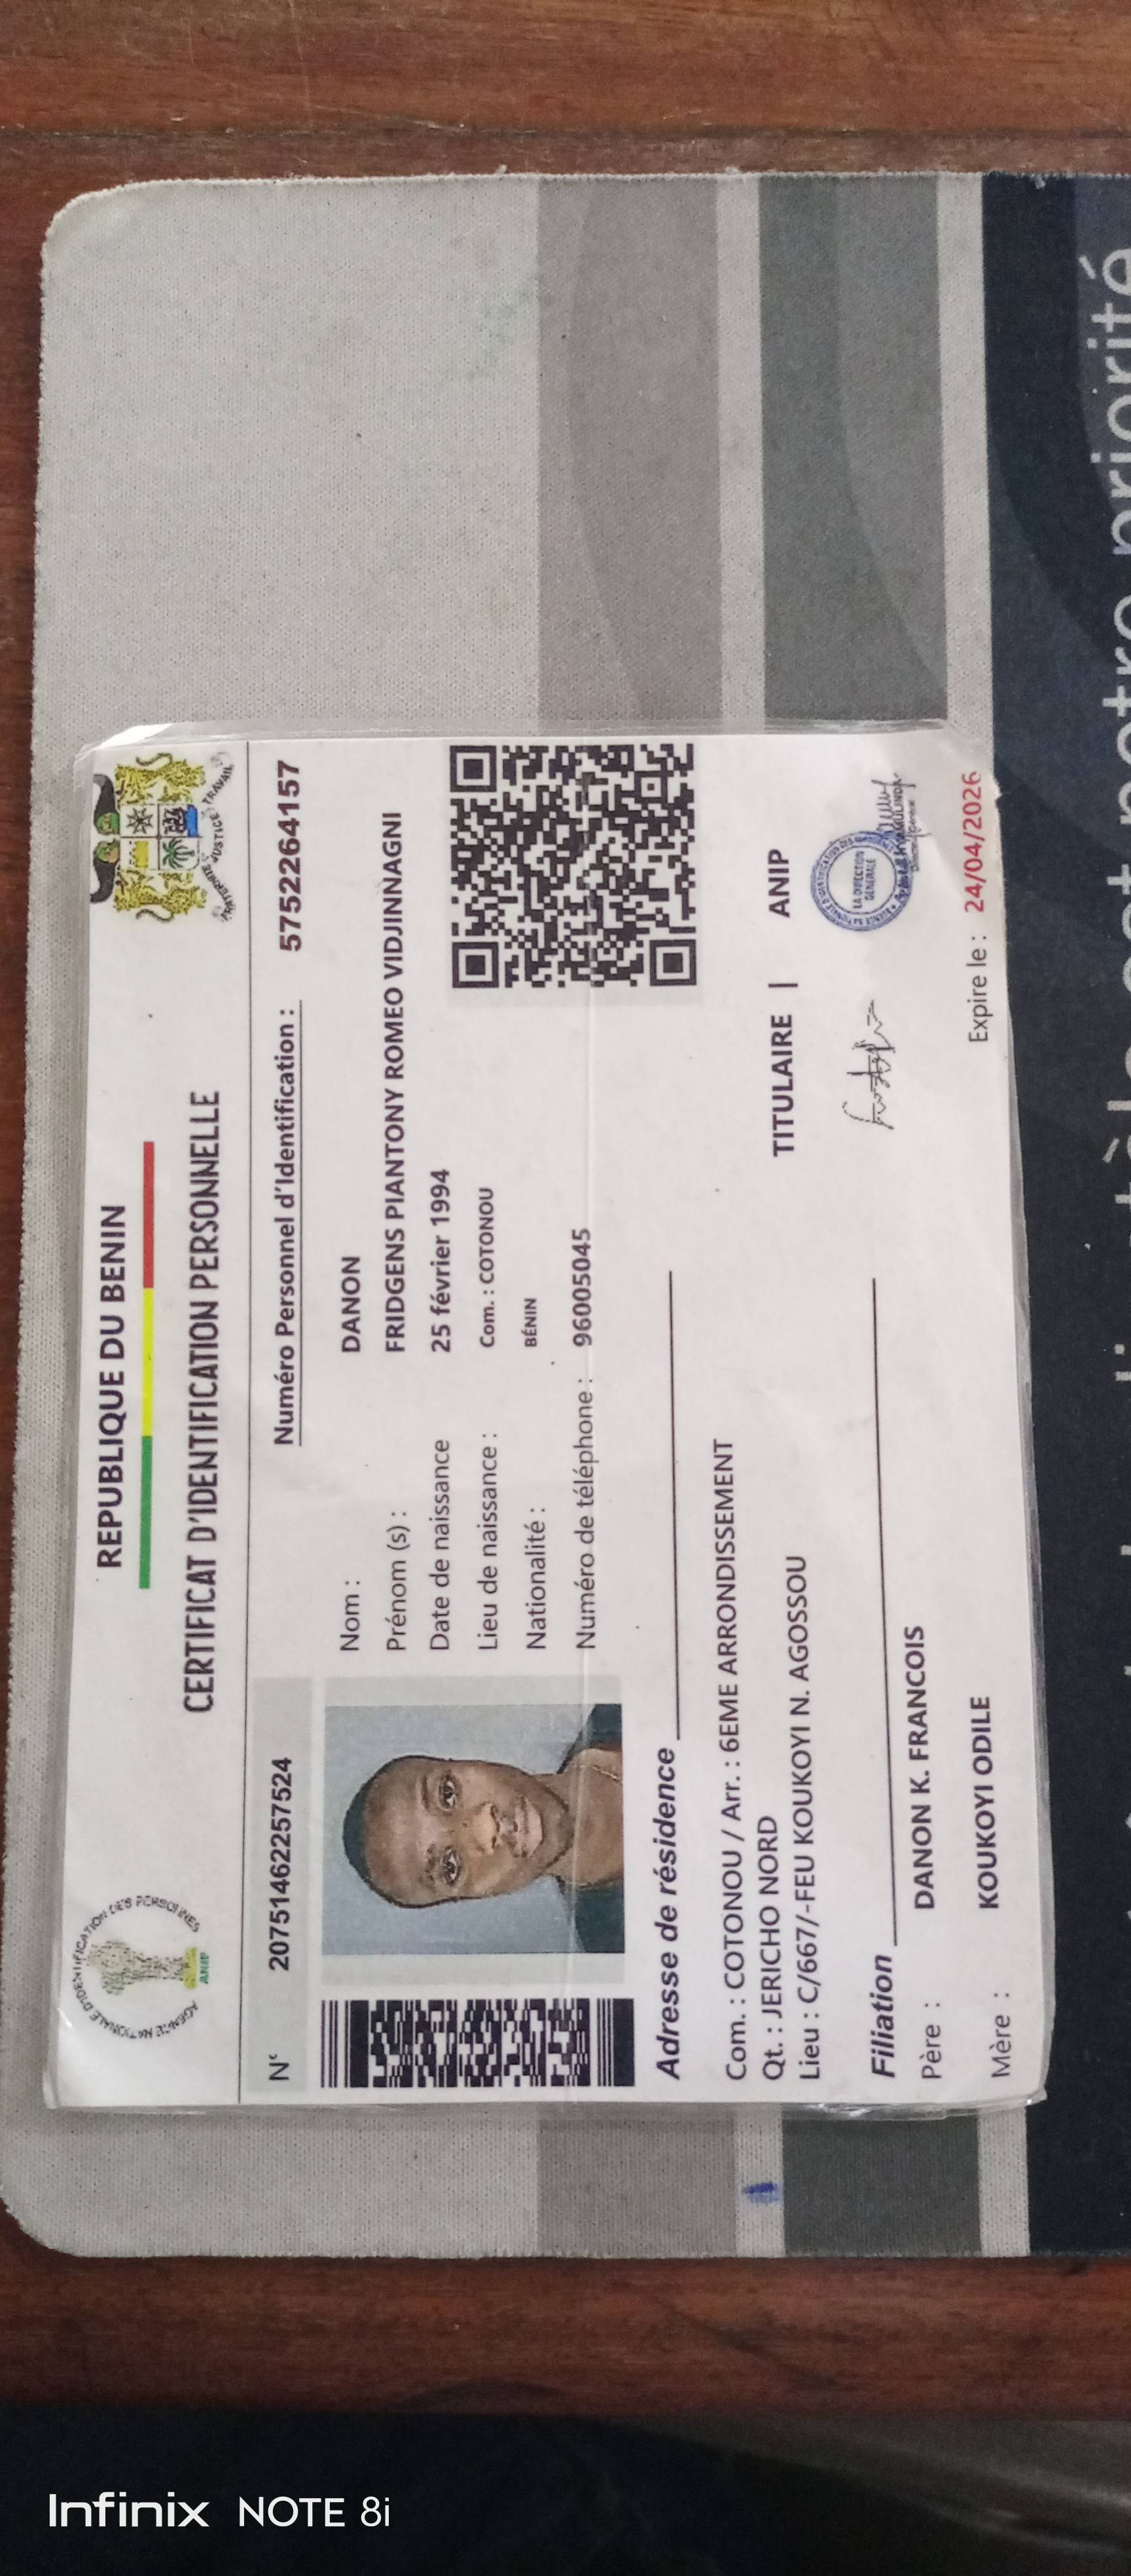 REPUBLIQUE DU BENIN
AGENCE NATIONALE D'IDENTIFICATION DES PERSONNES
ANIP
FRATERNITE JUSTICE TRAVAIL
CERTIFICAT D'IDENTIFICATION PERSONNELLE
N° 20751462257524
Numéro Personnel d'Identification : 5752264157
Nom : DANON
Prénom (s) : FRIDGENS PIANTONY ROMEO VIDJINNAGNI
Date de naissance 25 février 1994
Lieu de naissance : Com. : COTONOU
Nationalité : BÉNIN
Numéro de téléphone : 96005045
Adresse de résidence
Com. : COTONOU / Arr. : 6EME ARRONDISSEMENT
Qt. : JERICHO NORD
Lieu : C/667/-FEU KOUKOYI N. AGOSSOU
TITULAIRE | ANIP
LA DIRECTION
GENERALE
Filiation
Père : DANON K. FRANCOIS
Mère : KOUKOYI ODILE
Expire le : 24/04/2026
notre priorité
Infinix NOTE 8i